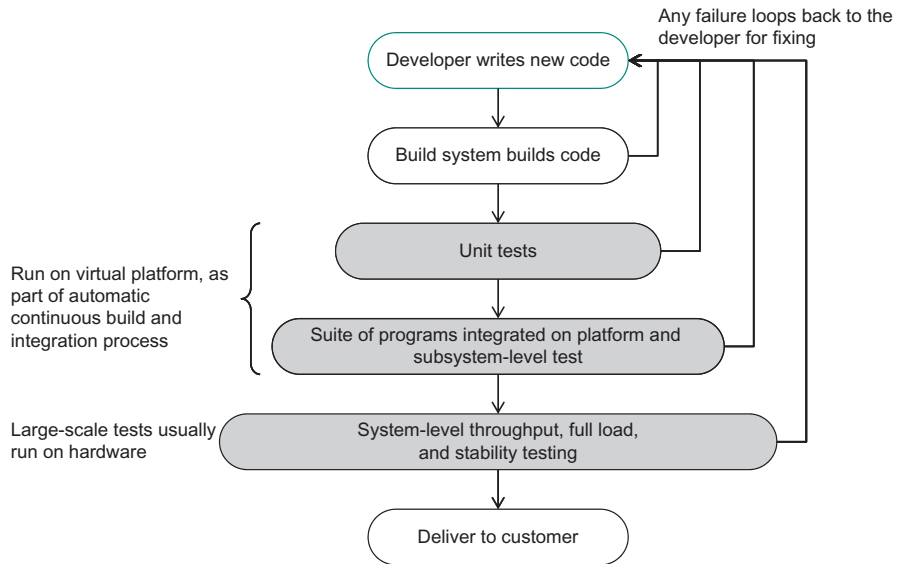 Any failure loops back to the
developer for fixing
Developer writes new code
Build system builds code
Unit tests
Run on virtual platform, as
part of automatic
continuous build and
integration process
Suite of programs integrated on platform and
subsystem-level test
Large-scale tests usually
run on hardware
System-level throughput, full load,
and stability testing
Deliver to customer